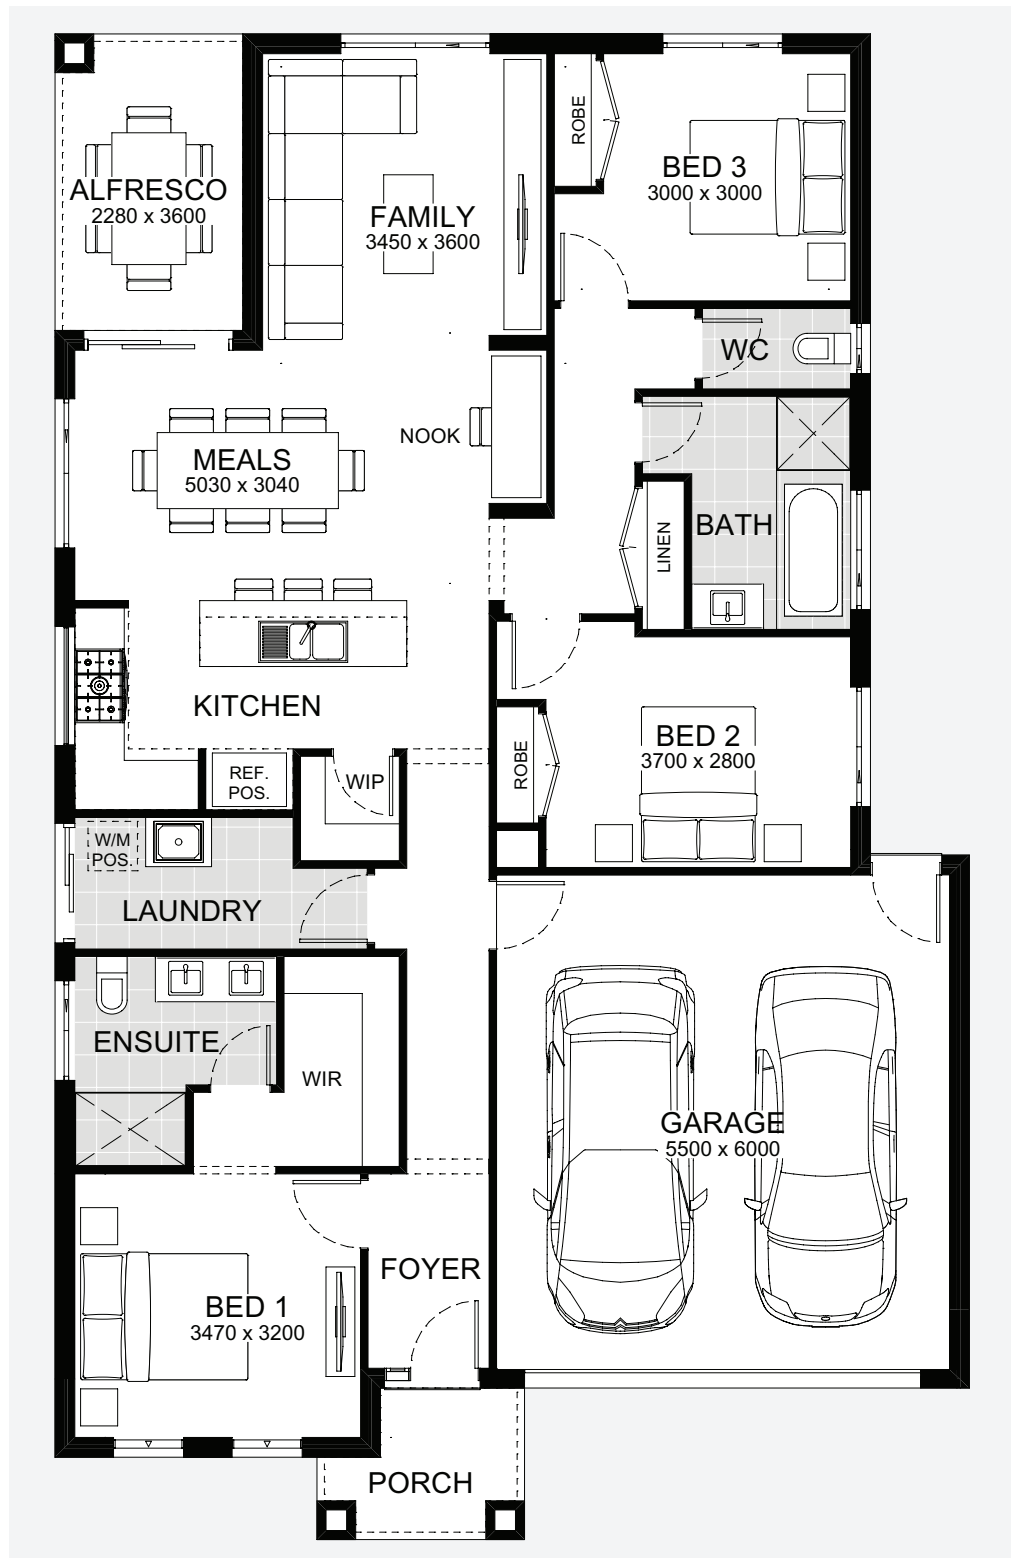 ROBE
BED 3
3000 x 3000
ALFRESCO
2280 x 3600
FAMILY
3450 x 3600
WC
NOOK
MEALS
5030 x 3040
BATH
LINEN
KITCHEN
BED 2
3700 x 2800
ROBE
REF.
POS.
WIP
W/M
POS.
LAUNDRY
ENSUITE
WIR
GARAGE
5500 x 6000
FOYER
BED 1
3470 x 3200
PORCH